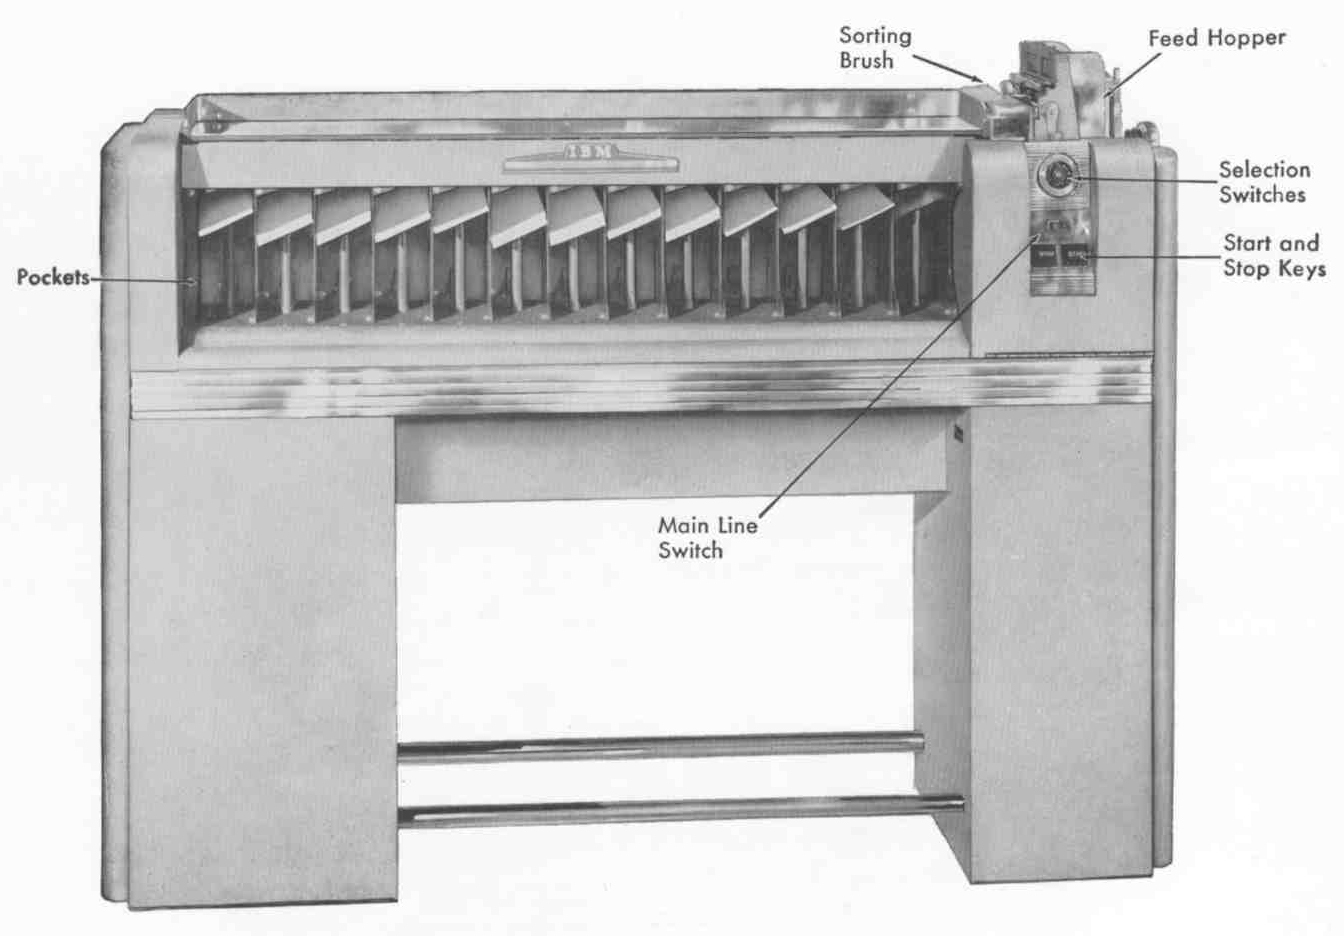 Sorting
Brush
Feed Hopper
IBM
Selection
Switches
Start and
Stop Keys
Pockets
Main Line
Switch